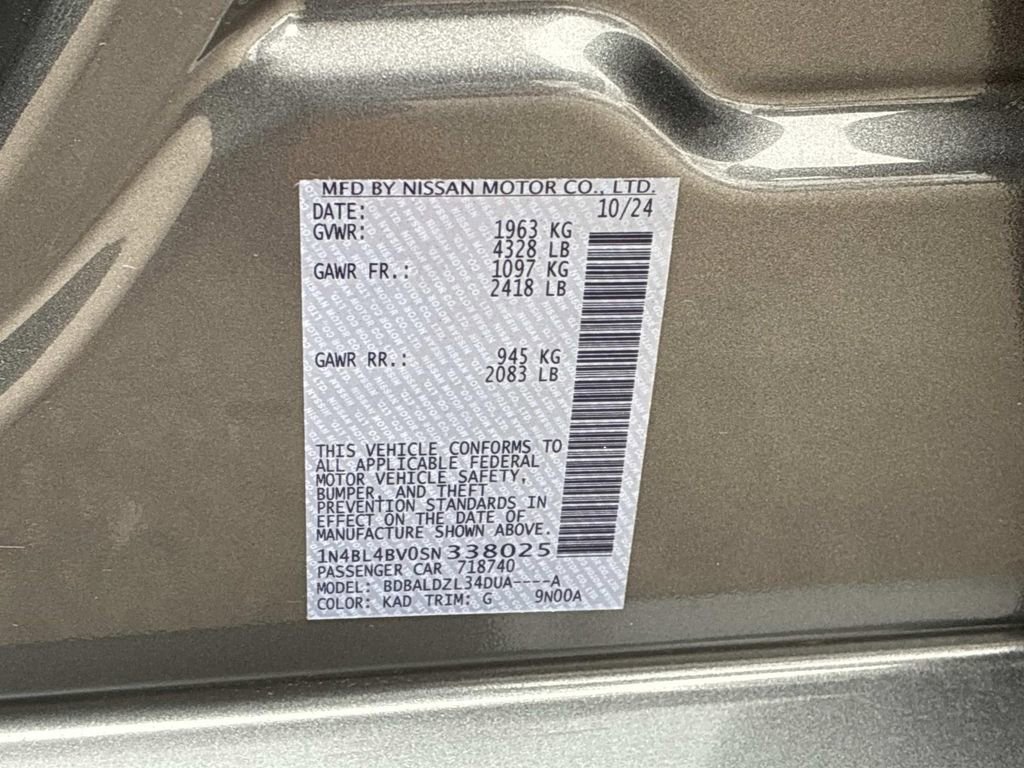 MFD BY NISSAN MOTOR CO., LTD.
DATE: 10/24
GVWR: 1963 KG
4328 LB
GAWR FR.: 1097 KG
2418 LB
GAWR RR.: 945 KG
2083 LB
THIS VEHICLE CONFORMS TO
ALL APPLICABLE FEDERAL
MOTOR VEHICLE SAFETY,
BUMPER, AND THEFT
PREVENTION STANDARDS IN
EFFECT ON THE DATE OF
MANUFACTURE SHOWN ABOVE.
1N4BL4BV0SN338025
PASSENGER CAR 718740
MODEL: BDBALDZL34DUA----A
COLOR: KAD TRIM: G 9N00A